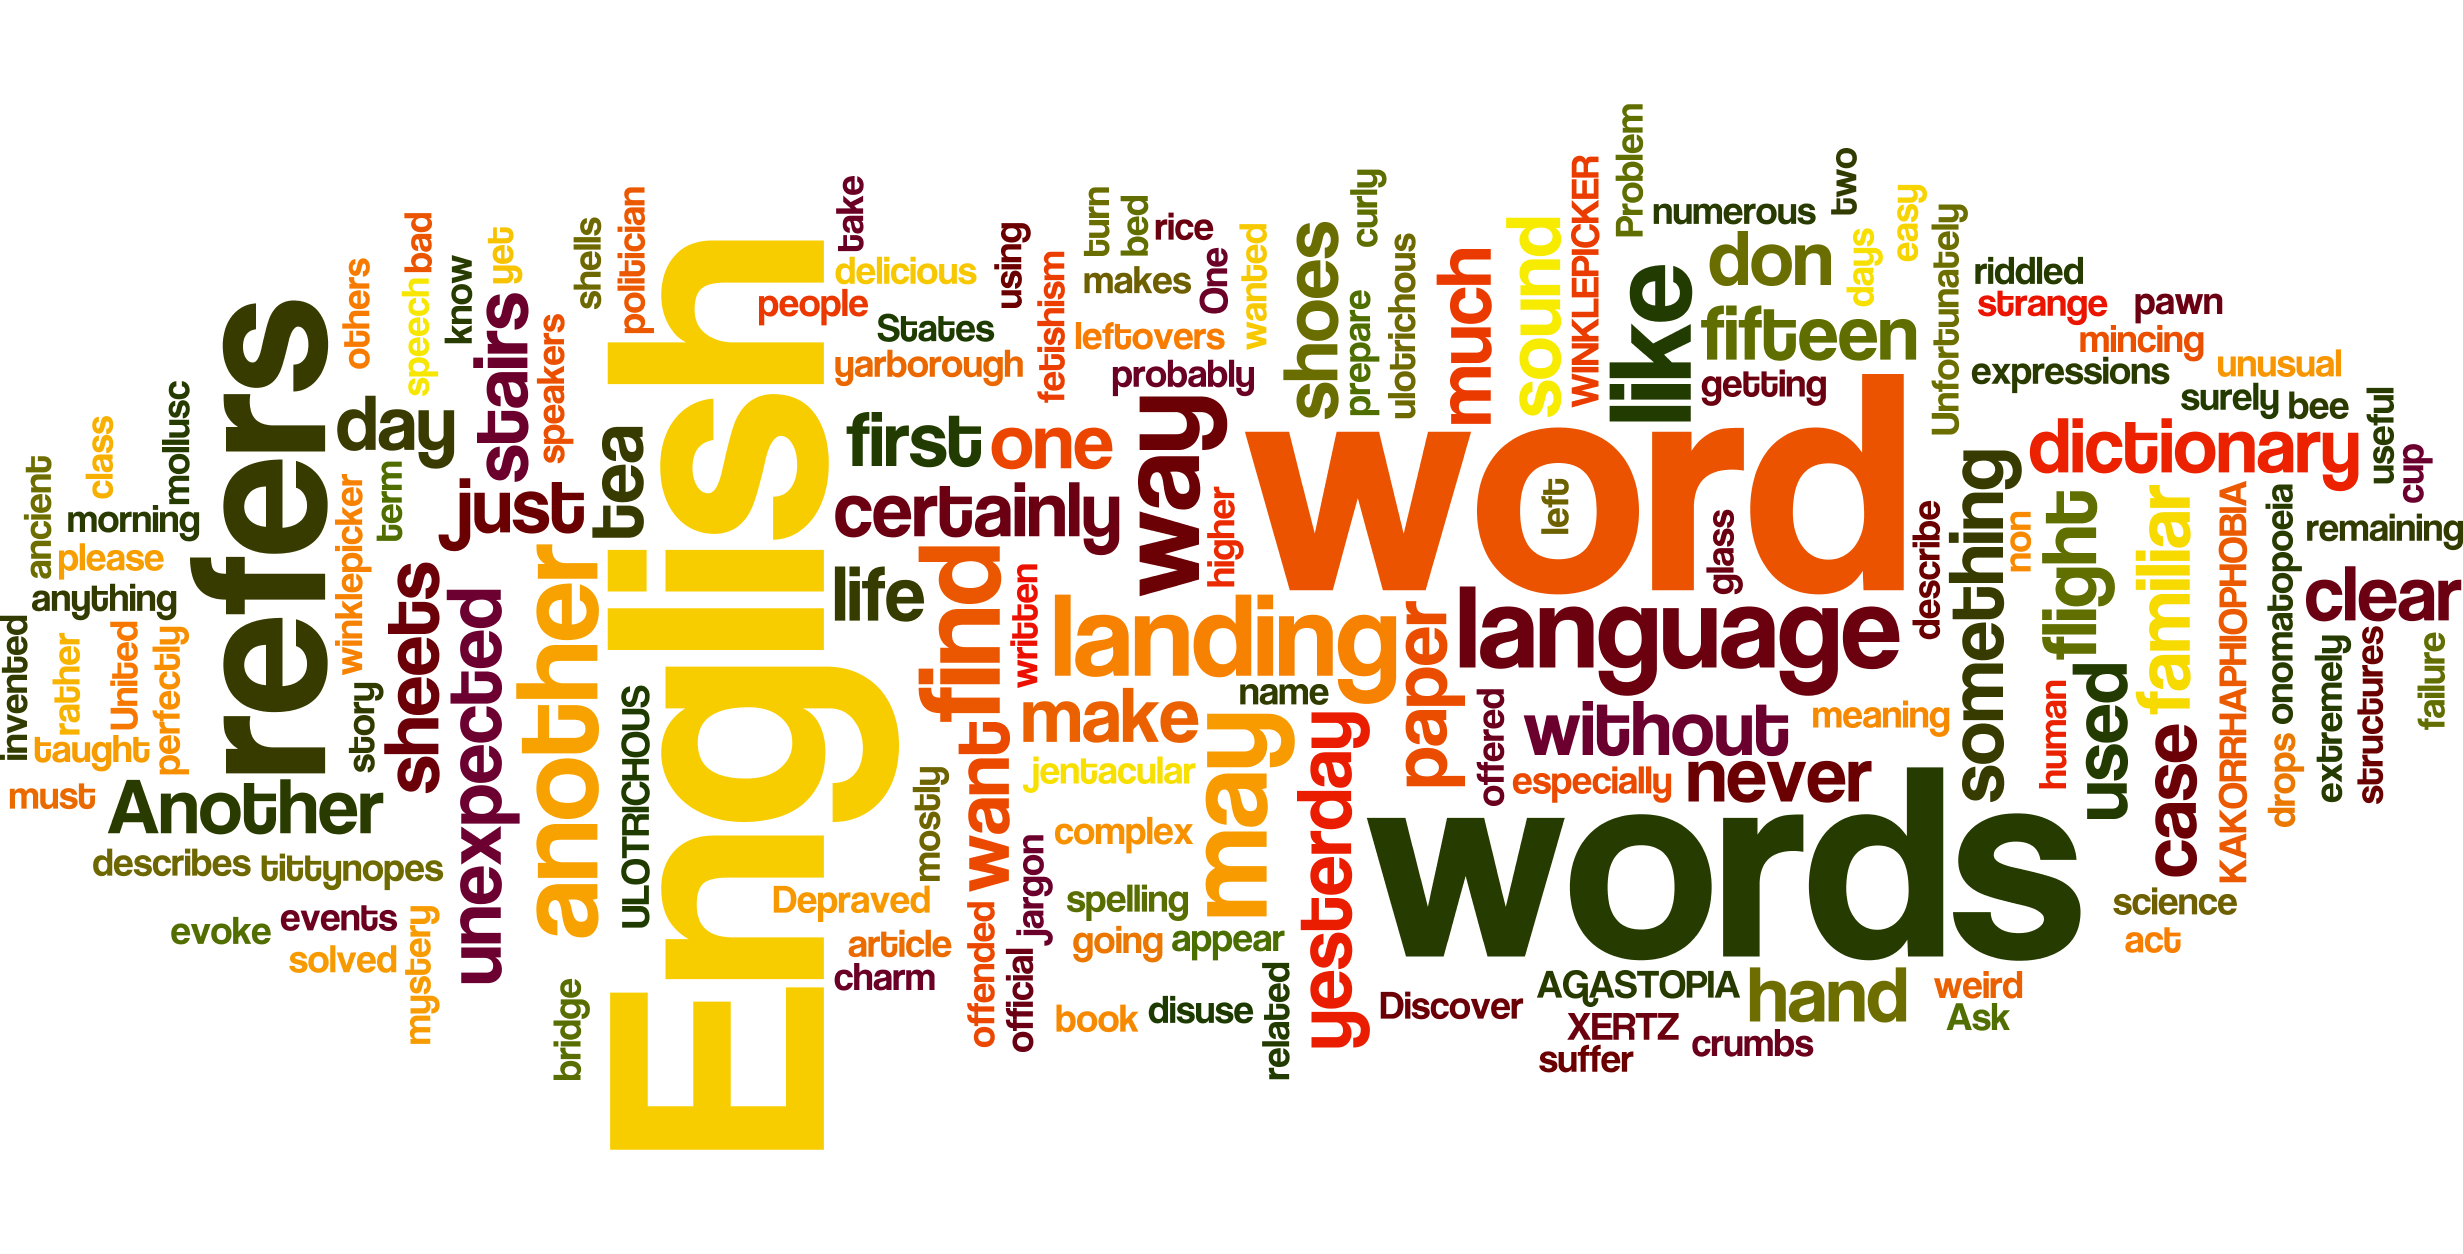 invented
ancient
morning
please
anything
rather
United
perfectly
taught
must
class
mollusc
Another
describes
tittynopes
evoke
events
solved
mystery
refers
others
speech
bad
know
yet
day
stairs
speakers
term
winklepicker
just
story
sheets
unexpected
another
shells
politician
tea
ULOTRICHOUS
bridge
English
take
delicious
people
States
yarborough
first
one
certainly
life
find
written
want
mostly
Depraved
article
charm
offended
official
jargon
using
fetishism
turn
bed
rice
makes
One
wanted
leftovers
probably
way
higher
landing
name
make
jentacular
complex
may
spelling
going
appear
book
disuse
related
yesterday
shoes
curly
prepare
ulotrichous
much
sound
WINKLEPICKER
Problem
numerous
two
like
don
days
easy
fifteen
getting
Unfortunately
word
left
glass
describe
language
paper
offered
without
meaning
especially
never
words
Discover
AGASTOPIA
XERTZ
suffer
crumbs
hand
weird
Ask
riddled
strange
pawn
mincing
expressions
unusual
surely
bee
useful
cup
dictionary
something
non
flight
familiar
KAKORRHAPHIOPHOBIA
onomatopoeia
remaining
clear
human
used
case
drops
extremely
structures
failure
science
act